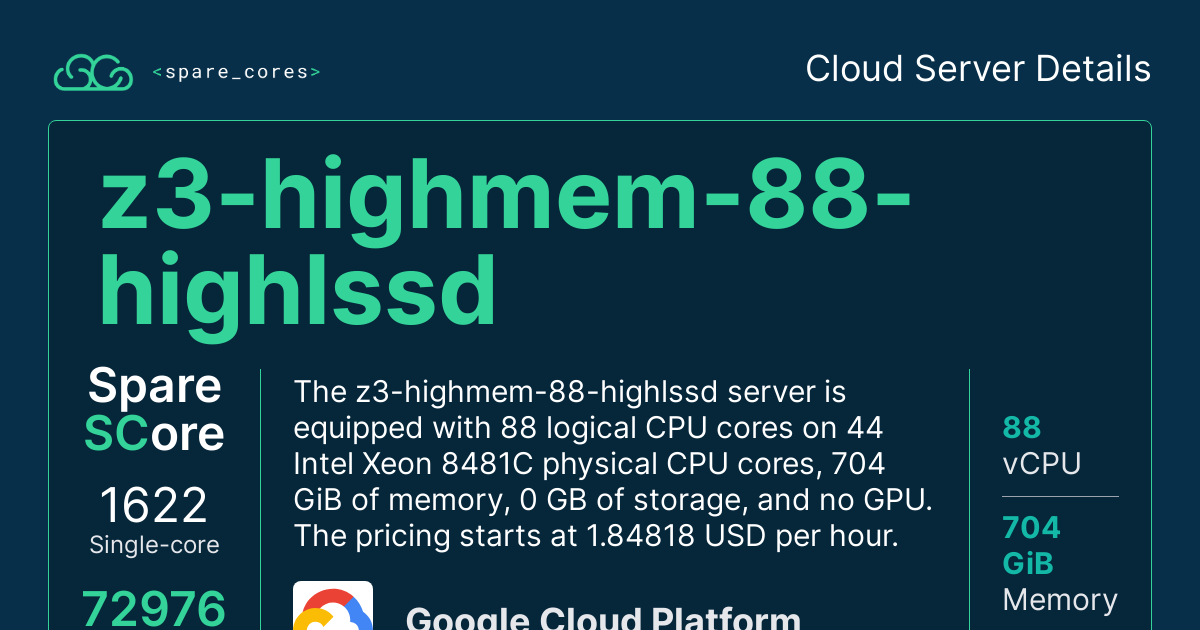 <spare_cores>
Cloud Server Details
z3-highmem-88-
highlssd
Spare
SCore
1622
Single-core
72976
The z3-highmem-88-highlssd server is
equipped with 88 logical CPU cores on 44
Intel Xeon 8481C physical CPU cores, 704
GiB of memory, 0 GB of storage, and no GPU.
The pricing starts at 1.84818 USD per hour.
Google Cloud Platform
88
vCPU
704
GiB
Memory